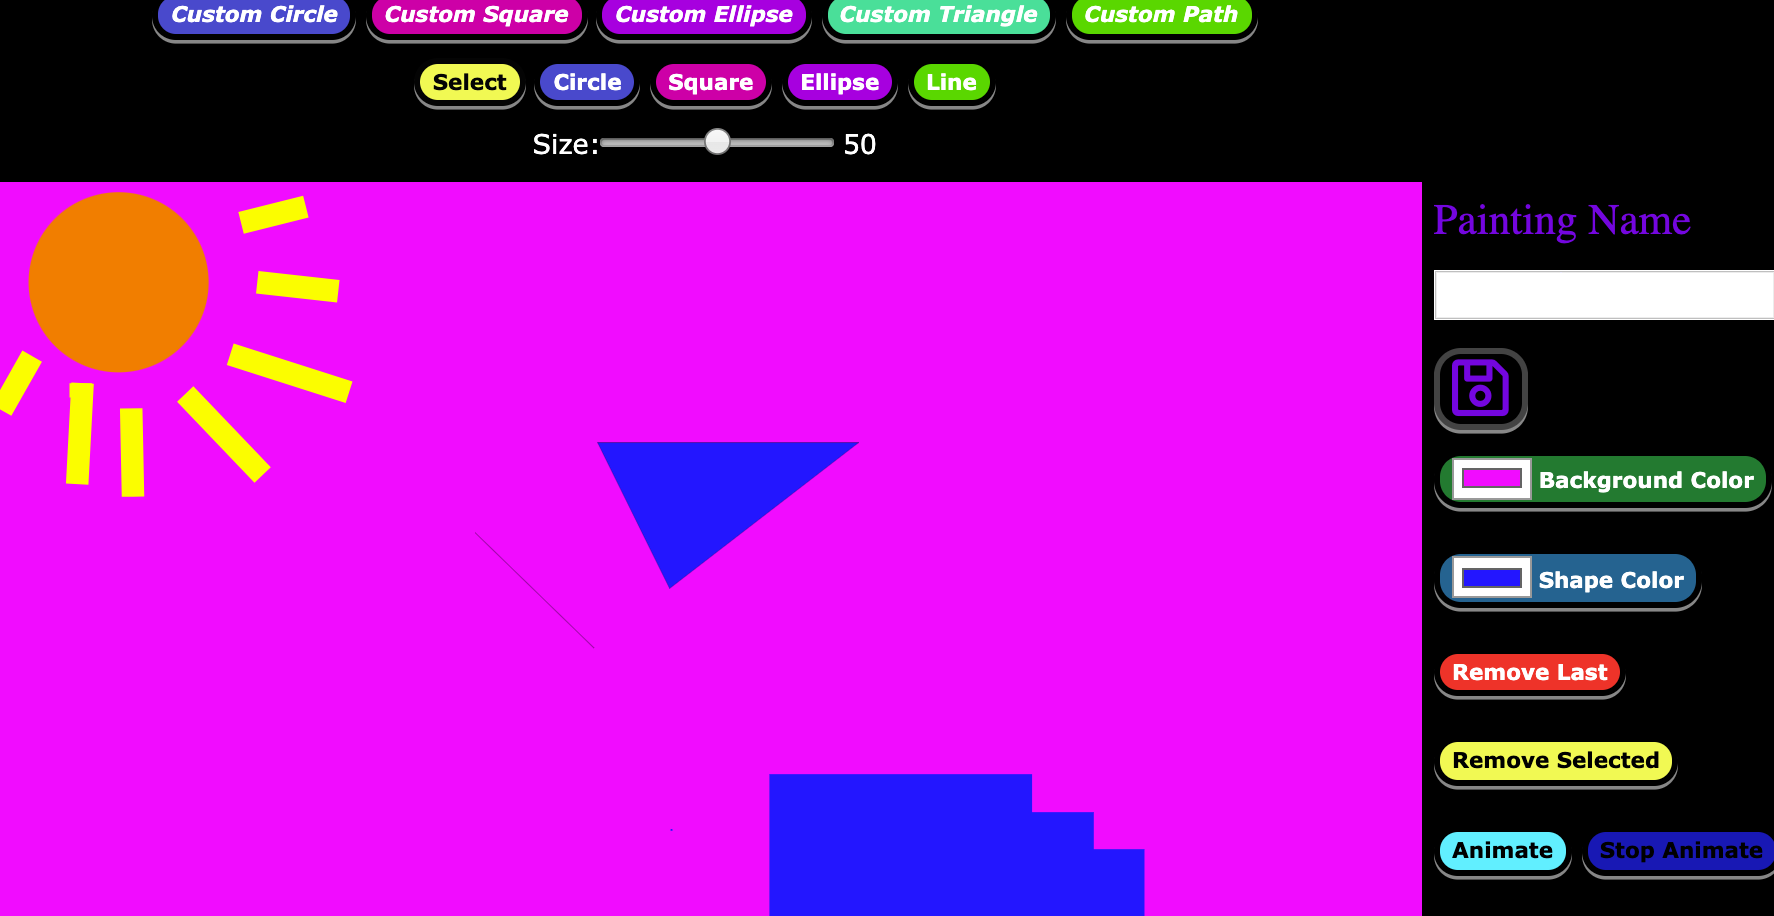 Custom Circle Custom Square Custom Ellipse Custom Triangle Custom Path
Select Circle Square Ellipse Line
Size: 50
Painting Name
Background Color
Shape Color
Remove Last
Remove Selected
Animate Stop Animate